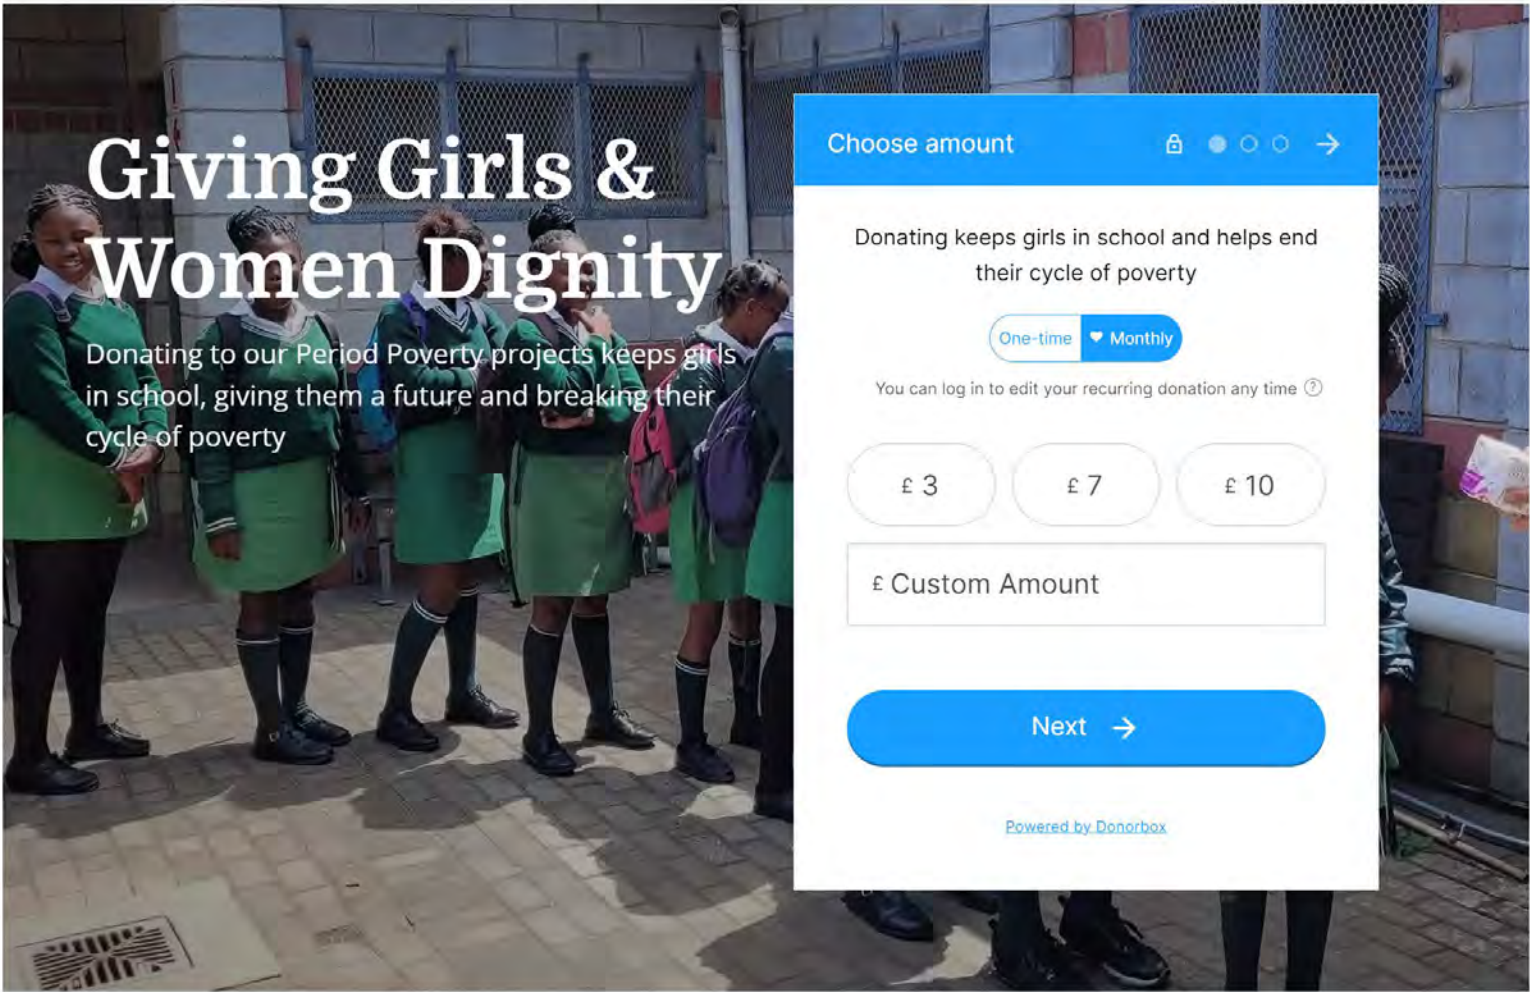 Giving Girls &
Women Dignity
Donating to our Period Poverty projects keeps girls
in school, giving them a future and breaking their
cycle of poverty
Choose amount
Donating keeps girls in school and helps end
their cycle of poverty
One-time Monthly
You can log in to edit your recurring donation any time ?
£ 3 £ 7 £ 10
£ Custom Amount
Next
Powered by Donorbox